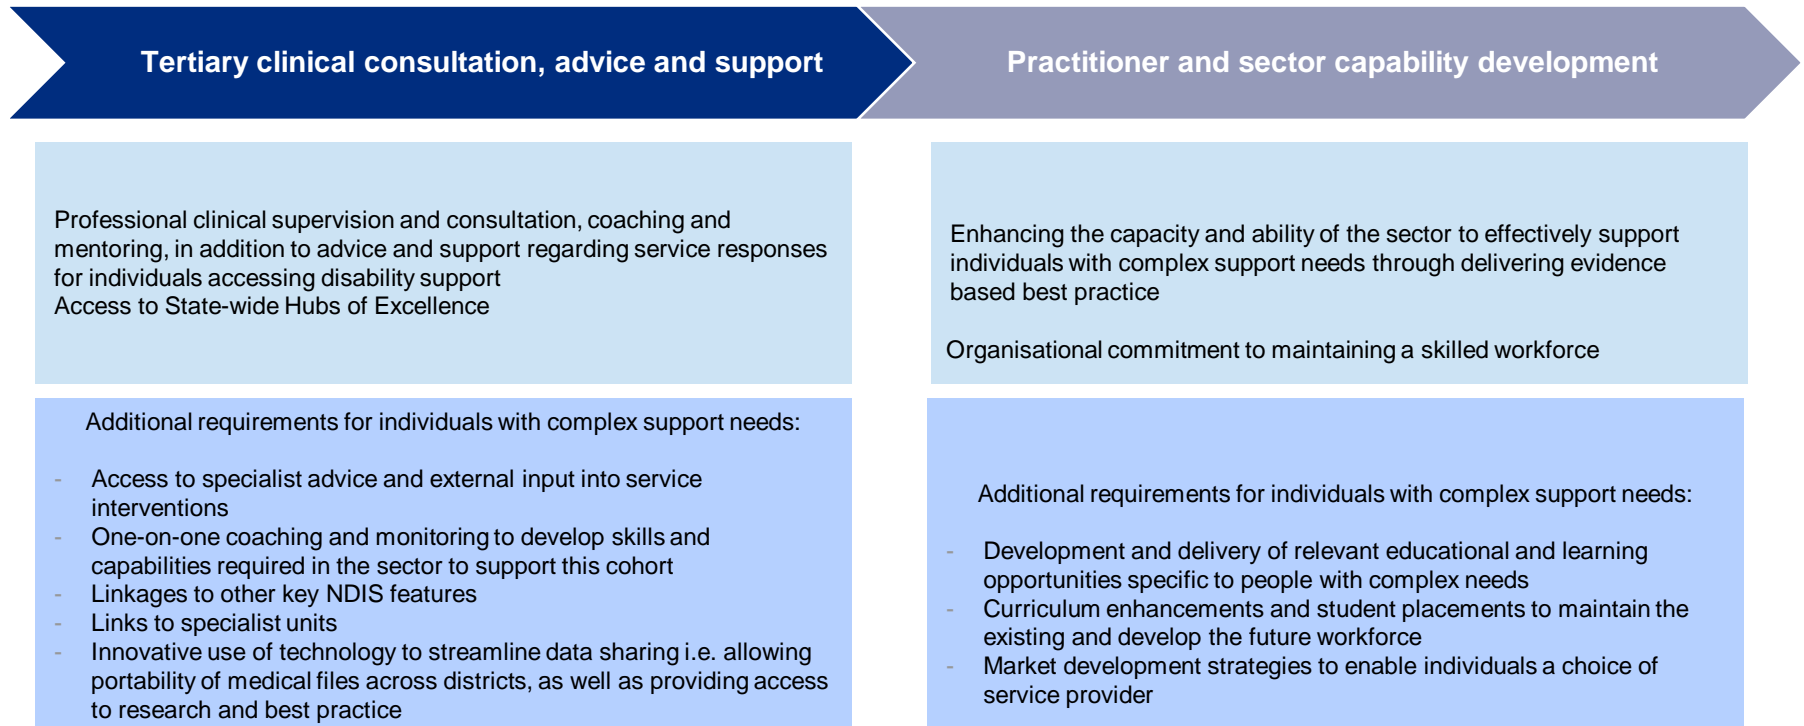 Tertiary clinical consultation, advice and support
Practitioner and sector capability development
Professional clinical supervision and consultation, coaching and
mentoring, in addition to advice and support regarding service responses
for individuals accessing disability support
Access to State-wide Hubs of Excellence
Enhancing the capacity and ability of the sector to effectively support
individuals with complex support needs through delivering evidence
based best practice
Organisational commitment to maintaining a skilled workforce
Additional requirements for individuals with complex support needs:
- Access to specialist advice and external input into service
interventions
- One-on-one coaching and monitoring to develop skills and
capabilities required in the sector to support this cohort
- Linkages to other key NDIS features
- Links to specialist units
- Innovative use of technology to streamline data sharing i.e. allowing
portability of medical files across districts, as well as providing access
to research and best practice
Additional requirements for individuals with complex support needs:
- Development and delivery of relevant educational and learning
opportunities specific to people with complex needs
- Curriculum enhancements and student placements to maintain the
existing and develop the future workforce
- Market development strategies to enable individuals a choice of
service provider